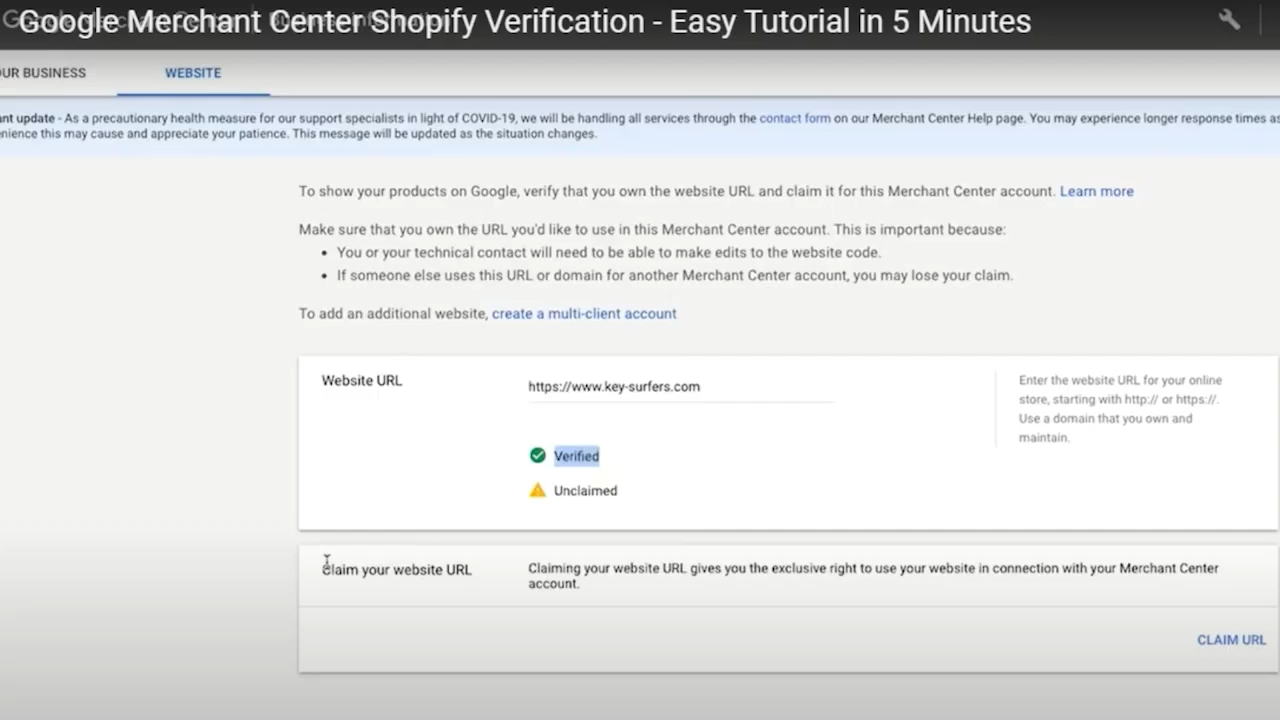 Google Merchant Center Shopify Verification - Easy Tutorial in 5 Minutes
UR BUSINESS
WEBSITE
nt update - As a precautionary health measure for our support specialists in light of COVID-19, we will be handling all services through the contact form on our Merchant Center Help page. You may experience longer response times as
nience this may cause and appreciate your patience. This message will be updated as the situation changes.
To show your products on Google, verify that you own the website URL and claim it for this Merchant Center account. Learn more
Make sure that you own the URL you'd like to use in this Merchant Center account. This is important because:
• You or your technical contact will need to be able to make edits to the website code.
• If someone else uses this URL or domain for another Merchant Center account, you may lose your claim.
To add an additional website, create a multi-client account
Website URL
https://www.key-surfers.com
Enter the website URL for your online
store, starting with http:// or https://.
Use a domain that you own and
maintain.
Verified
Unclaimed
Claim your website URL
Claiming your website URL gives you the exclusive right to use your website in connection with your Merchant Center
account.
CLAIM URL